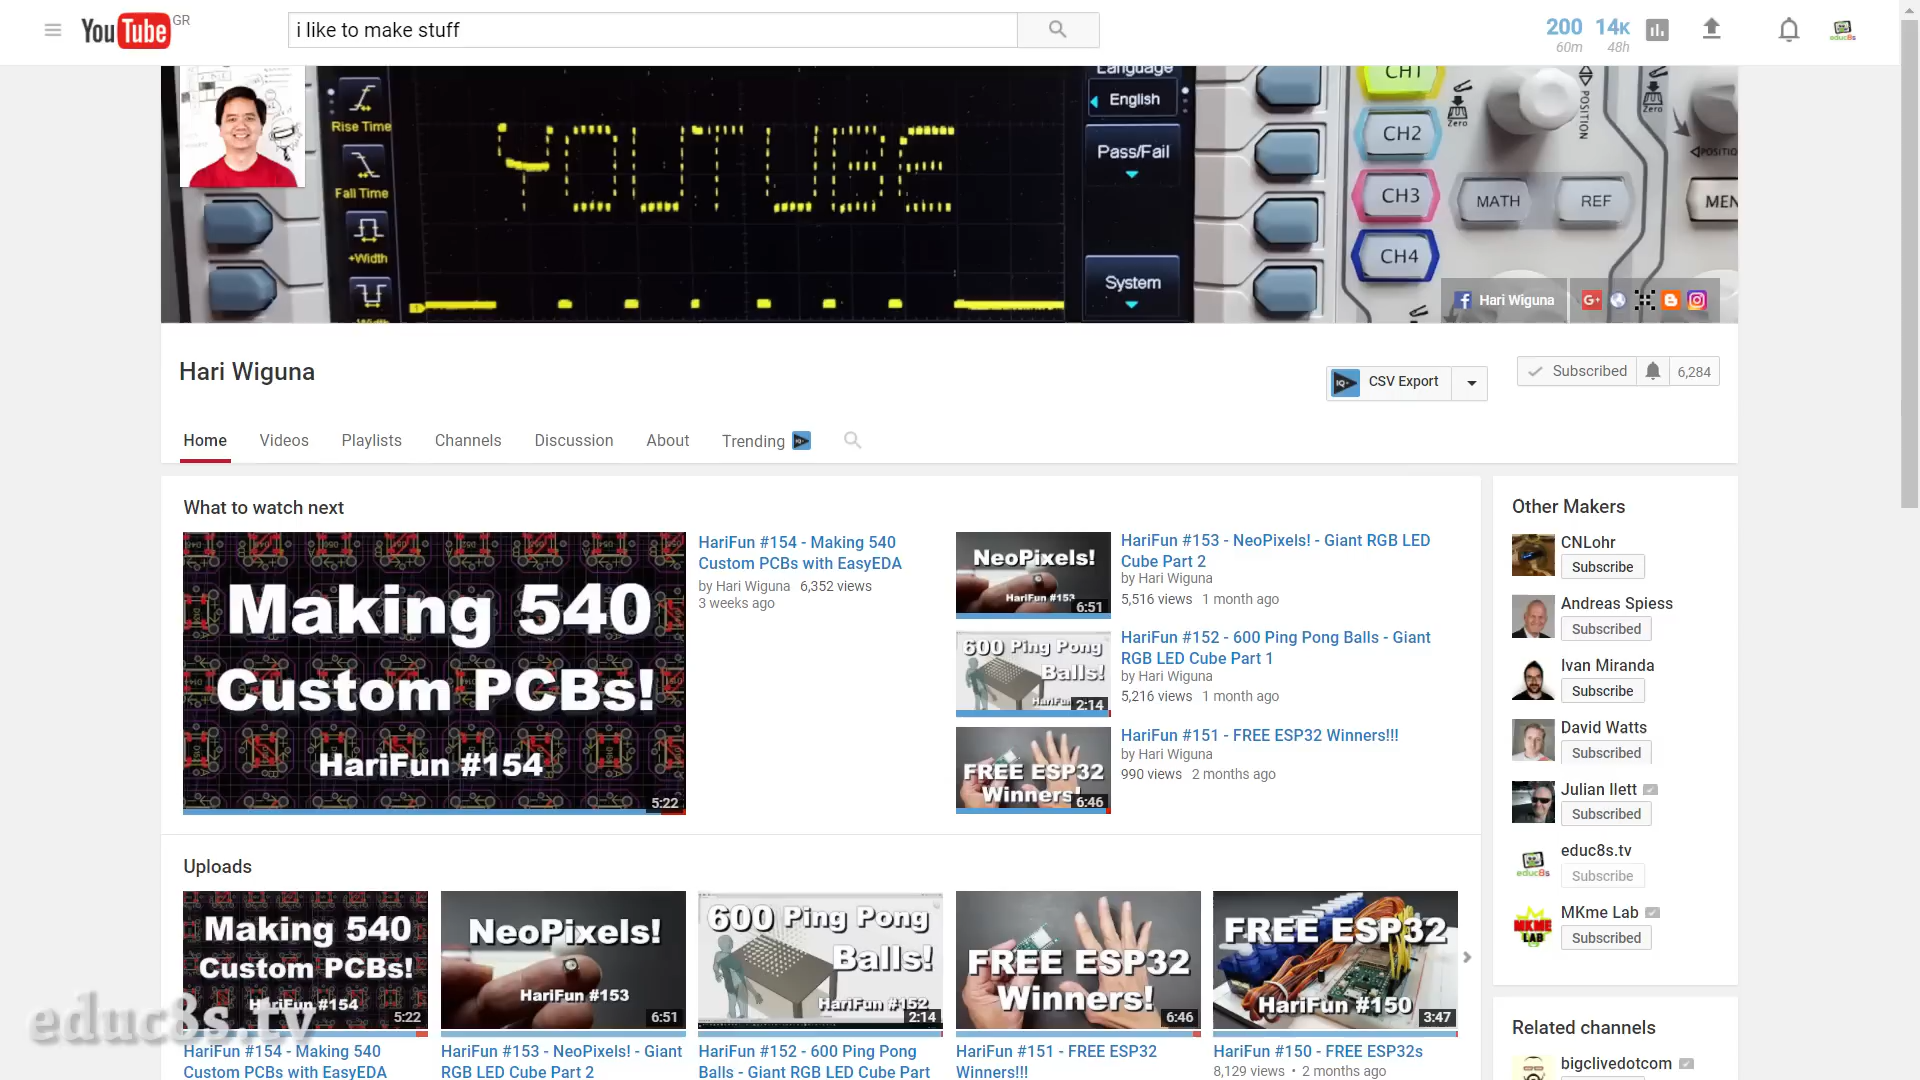 YouTube GR
i like to make stuff
200 60m
14K 48h
Rise Time
Fall Time
+Width
YOUTUBE
Language
English
Pass/Fail
System
CH1
CH2
CH3
CH4
Zero
POSITION
Zero
MATH
REF
Hari Wiguna
Hari Wiguna
CSV Export
Subscribed 6,284
Home Videos Playlists Channels Discussion About Trending
What to watch next
Making 540
Custom PCBs!
HariFun #154
5:22
HariFun #154 - Making 540
Custom PCBs with EasyEDA
by Hari Wiguna 6,352 views
3 weeks ago
NeoPixels!
HariFun #153
6:51
HariFun #153 - NeoPixels! - Giant RGB LED
Cube Part 2
by Hari Wiguna
5,516 views 1 month ago
600 Ping Pong
Balls!
2:14
HariFun #152 - 600 Ping Pong Balls - Giant
RGB LED Cube Part 1
by Hari Wiguna
5,216 views 1 month ago
FREE ESP32
Winners!
6:46
HariFun #151 - FREE ESP32 Winners!!!
by Hari Wiguna
990 views 2 months ago
Uploads
Making 540
Custom PCBs!
HariFun #154
5:22
HariFun #154 - Making 540
Custom PCBs with EasyEDA
NeoPixels!
HariFun #153
6:51
HariFun #153 - NeoPixels! - Giant
RGB LED Cube Part 2
600 Ping Pong
Balls!
HariFun #152
2:14
HariFun #152 - 600 Ping Pong
Balls - Giant RGB LED Cube Part
FREE ESP32
Winners!
6:46
HariFun #151 - FREE ESP32
Winners!!!
FREE ESP32
HariFun #150
3:47
HariFun #150 - FREE ESP32s
8,129 views • 2 months ago
Other Makers
CNLohr
Subscribe
Andreas Spiess
Subscribed
Ivan Miranda
Subscribe
David Watts
Subscribed
Julian Ilett
Subscribed
educ8s.tv
Subscribe
MKme Lab
Subscribed
Related channels
bigclivedotcom
educ8s.tv